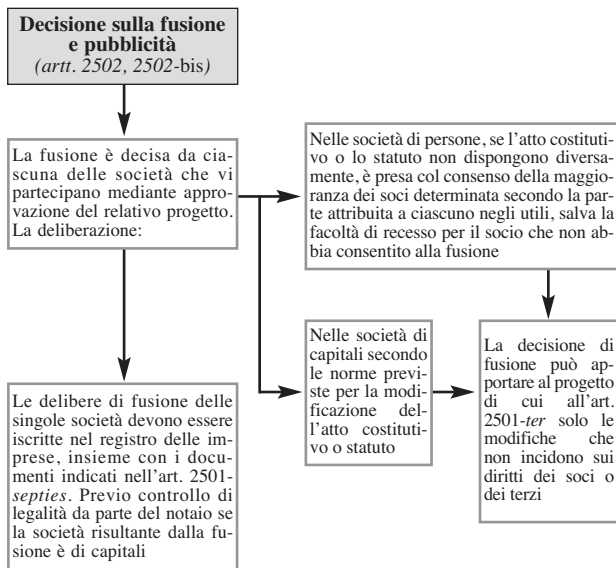 Decisione sulla fusione
e pubblicità
(artt. 2502, 2502-bis)
La fusione è decisa da cia-
scuna delle società che vi
partecipano mediante appro-
vazione del relativo progetto.
La deliberazione:
Nelle società di persone, se l'atto costituti-
vo o lo statuto non dispongono diversa-
mente, è presa col consenso della maggio-
ranza dei soci determinata secondo la par-
te attribuita a ciascuno negli utili, salva la
facoltà di recesso per il socio che non ab-
bia consentito alla fusione
Nelle società di
capitali secondo
le norme previ-
ste per la modi-
ficazione del-
l'atto costituti-
vo o statuto
La decisione di
fusione può ap-
portare al progetto
di cui all'art.
2501-ter solo le
modifiche che
non incidono sui
diritti dei soci o
dei terzi
Le delibere di fusione delle
singole società devono essere
iscritte nel registro delle im-
prese, insieme con i docu-
menti indicati nell'art. 2501-
septies. Previo controllo di
legalità da parte del notaio se
la società risultante dalla fu-
sione è di capitali